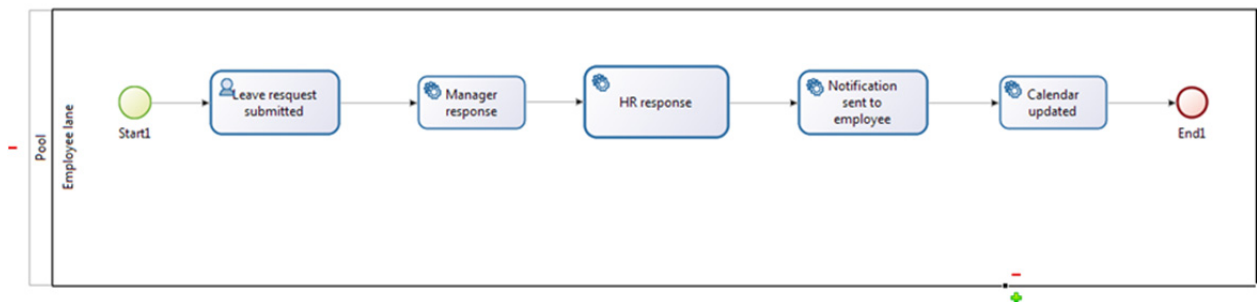 Pool
Employee lane
Start1
Leave resquest
submitted
Manager
response
HR response
Notification
sent to
employee
Calendar
updated
End1